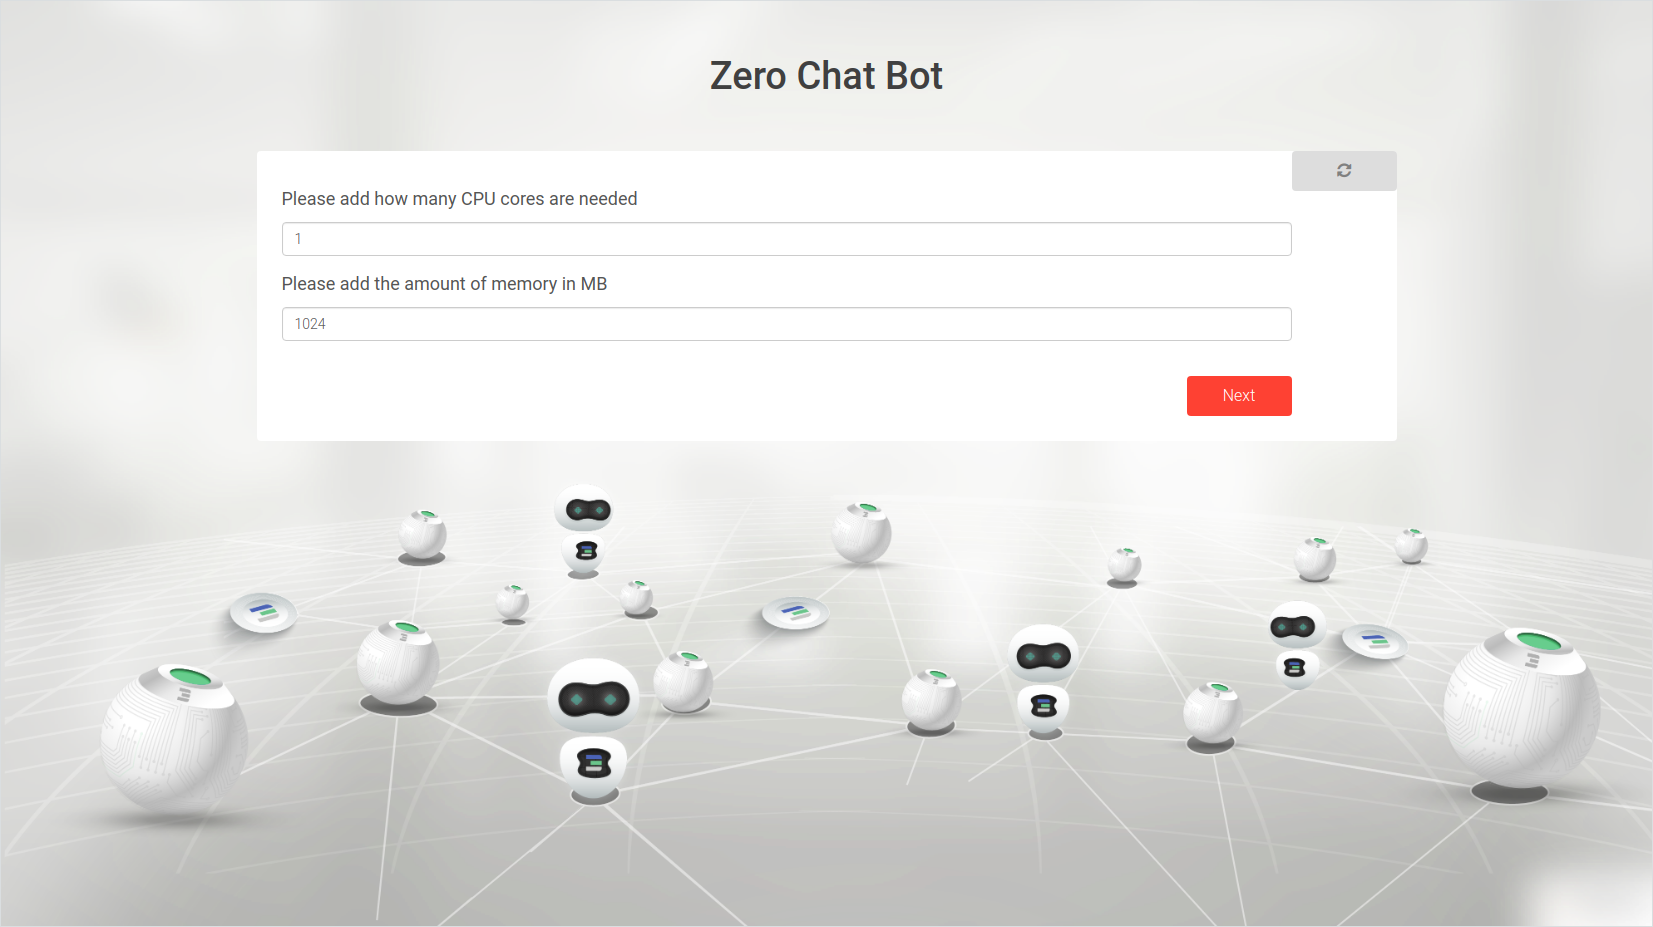 Zero Chat Bot
Please add how many CPU cores are needed
1
Please add the amount of memory in MB
1024
Next